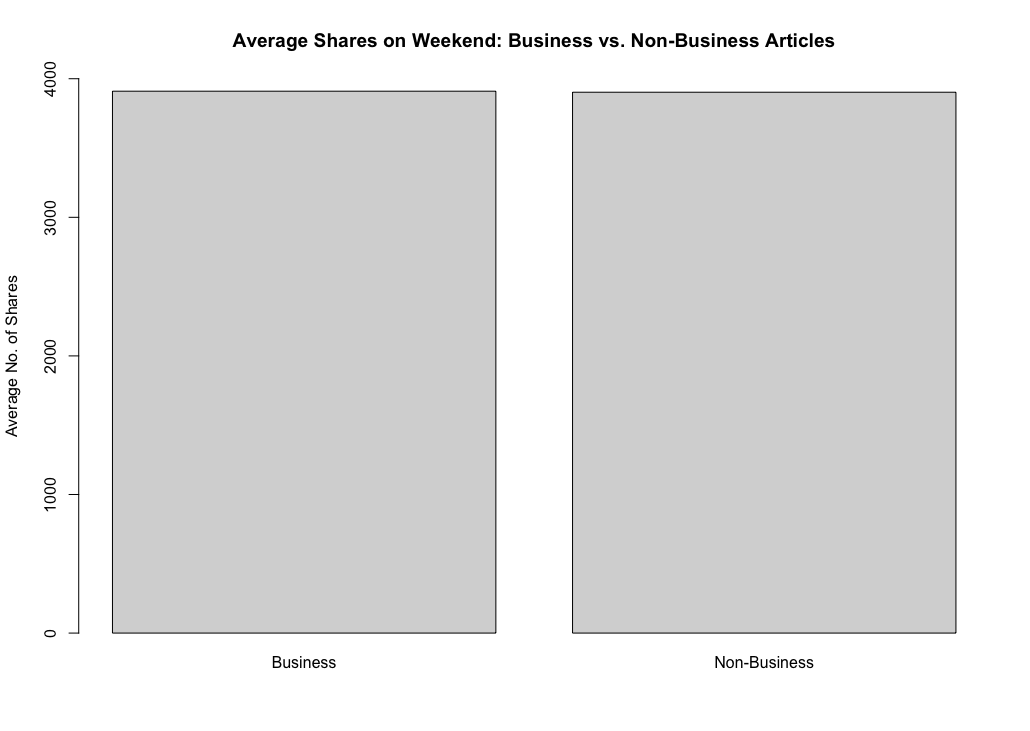 Average Shares on Weekend: Business vs. Non-Business Articles
Average No. of Shares
4000
3000
2000
1000
0
Business
Non-Business